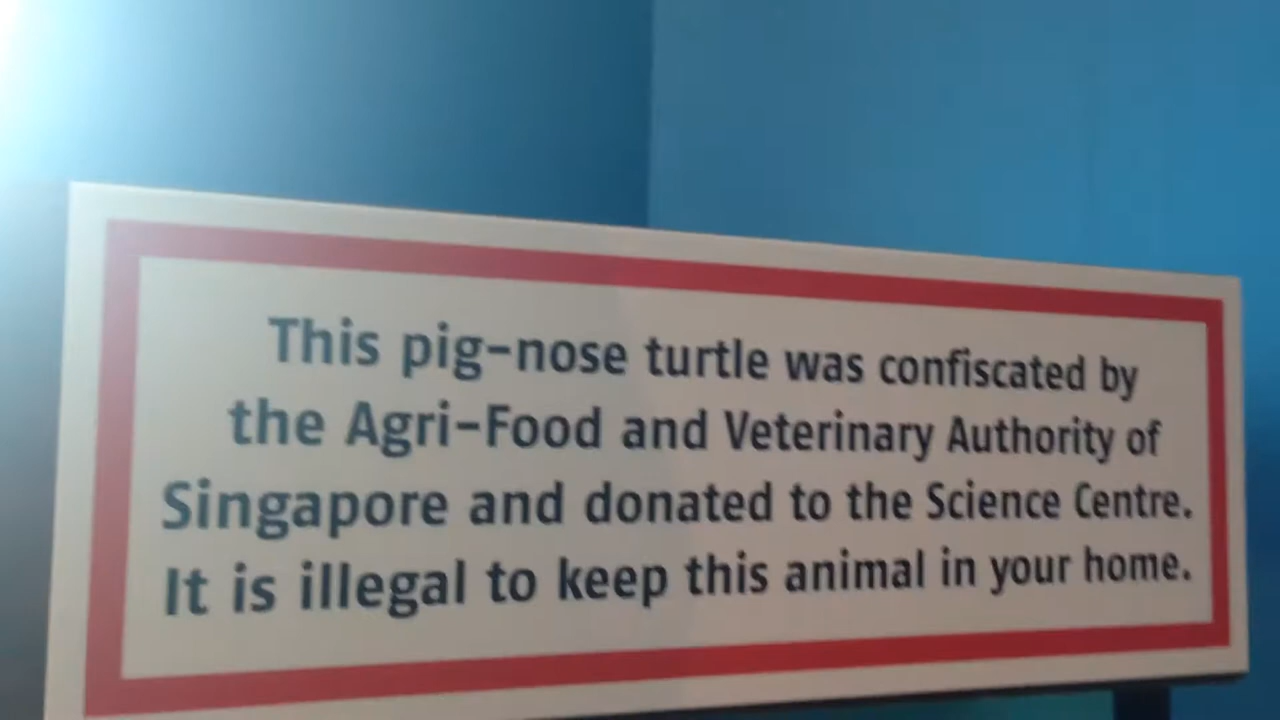 This pig-nose turtle was confiscated by
the Agri-Food and Veterinary Authority of
Singapore and donated to the Science Centre.
It is illegal to keep this animal in your home.